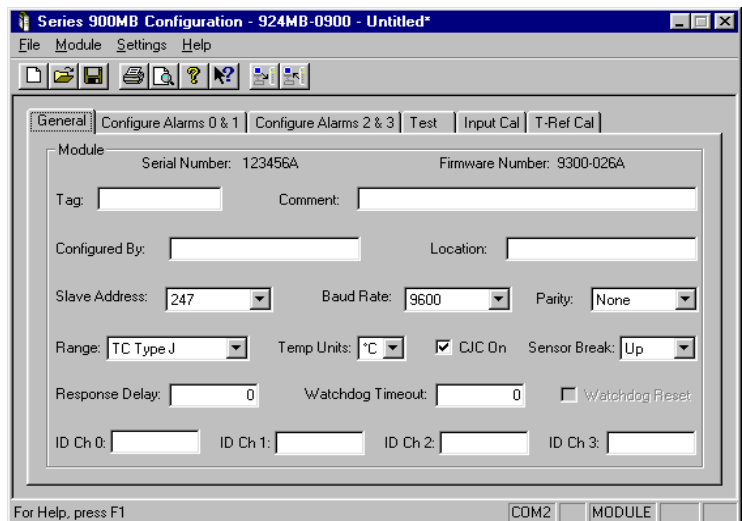 Series 900MB Configuration - 924MB-0900 - Untitled*
File Module Settings Help
General Configure Alarms 0 & 1 Configure Alarms 2 & 3 Test Input Cal T-Ref Cal
Module
Serial Number: 123456A Firmware Number: 9300-026A
Tag: Comment:
Configured By: Location:
Slave Address: 247 Baud Rate: 9600 Parity: None
Range: TC Type J Temp Units: °C CJC On Sensor Break: Up
Response Delay: 0 Watchdog Timeout: 0 Watchdog Reset
ID Ch 0: ID Ch 1: ID Ch 2: ID Ch 3:
For Help, press F1 COM2 MODULE